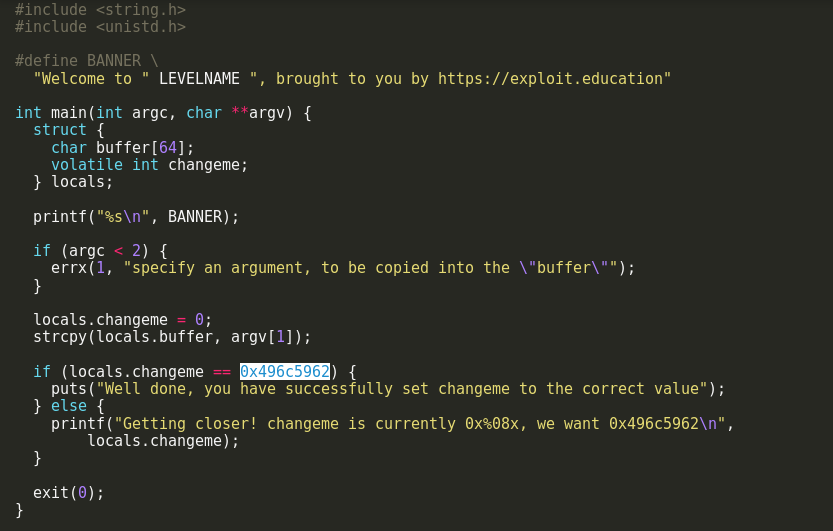 #include <string.h>
#include <unistd.h>
#define BANNER \
"Welcome to " LEVELNAME ", brought to you by https://exploit.education"
int main(int argc, char **argv) {
struct {
char buffer[64];
volatile int changeme;
} locals;
printf("%s\n", BANNER);
if (argc < 2) {
errx(1, "specify an argument, to be copied into the \"buffer\"");
}
locals.changeme = 0;
strcpy(locals.buffer, argv[1]);
if (locals.changeme == 0x496c5962) {
puts("Well done, you have successfully set changeme to the correct value");
} else {
printf("Getting closer! changeme is currently 0x%08x, we want 0x496c5962\n",
locals.changeme);
}
exit(0);
}